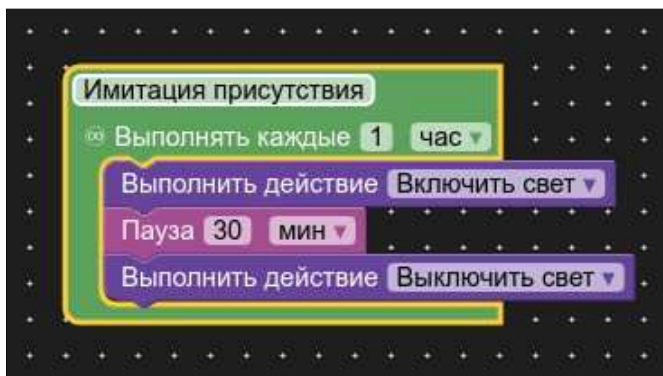 Имитация присутствия
Выполнять каждые 1 час
Выполнить действие Включить свет
Пауза 30 мин
Выполнить действие Выключить свет